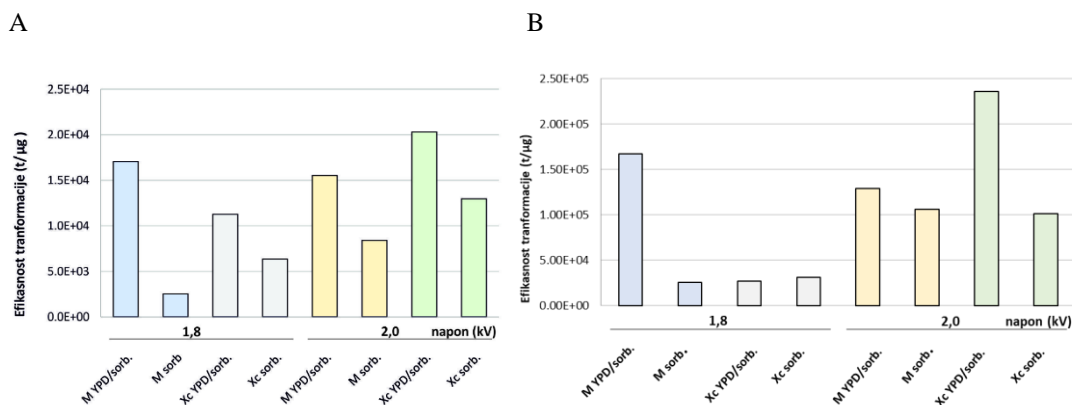 A
B
Efikasnost tranformacije (t/µg)
2.5E+04
2.0E+04
1.5E+04
1.0E+04
5.0E+03
0.0E+00
1,8
2,0
napon (kV)
M YPD/sorb.
M sorb
Xc YPD/sorb.
Xc sorb.
M YPD/sorb.
M sorb.
Xc YPD/sorb.
Xc sorb.
Efikasnost tranformacije (t/µg)
2.50E+05
2.00E+05
1.50E+05
1.00E+05
5.00E+04
0.00E+00
1,8
2,0
napon (kV)
M YPD/sorb.
M sorb.
Xc YPD/sorb.
Xc sorb.
M YPD/sorb.
M sorb.
Xc YPD/sorb.
Xc sorb.